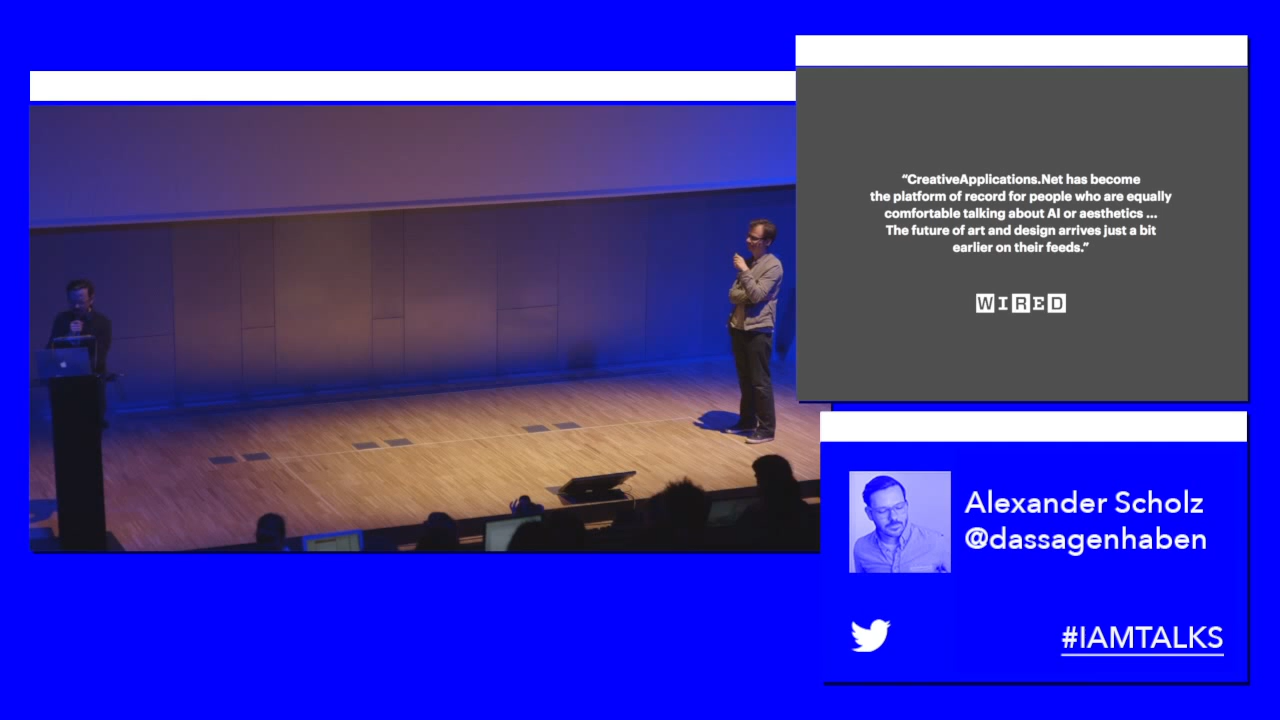 “CreativeApplications.Net has become
the platform of record for people who are equally
comfortable talking about AI or aesthetics ...
The future of art and design arrives just a bit
earlier on their feeds.”
WIRED
Alexander Scholz
@dassagenhaben
#IAMTALKS